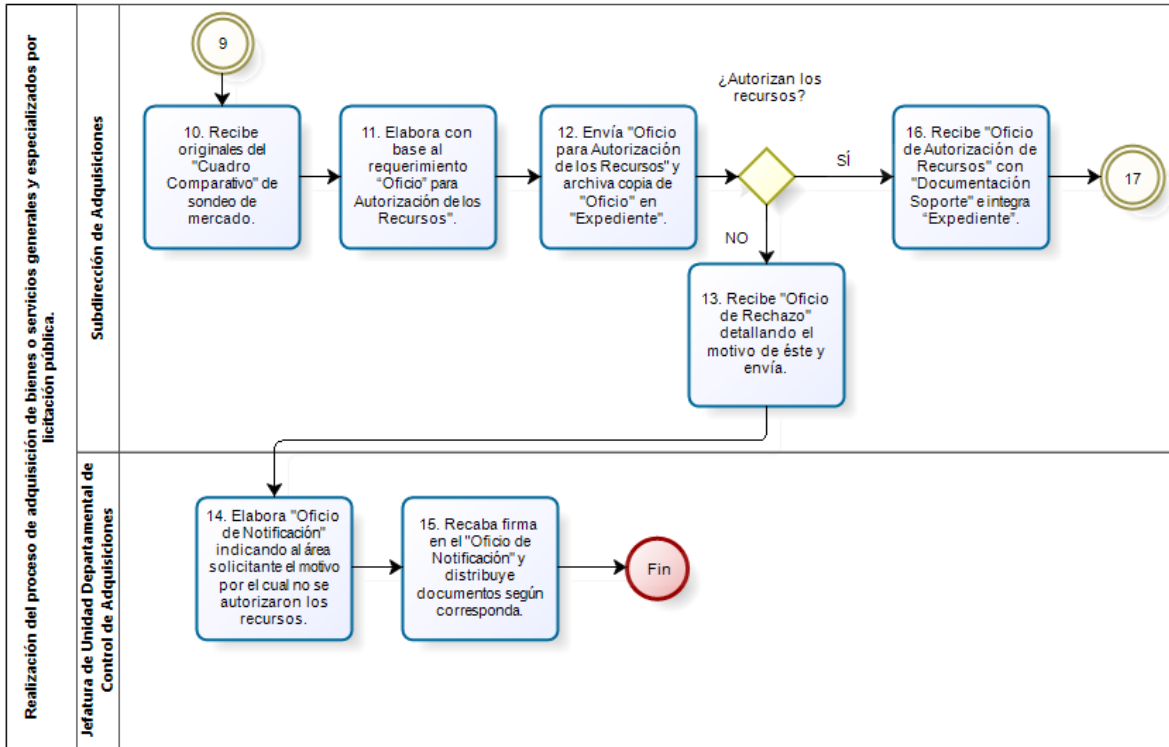 Realización del proceso de adquisición de bienes o servicios generales y especializados por
licitación pública.
Subdirección de Adquisiciones
9
10. Recibe
originales del
"Cuadro
Comparativo" de
sondeo de
mercado.
11. Elabora con
base al
requerimiento
“Oficio” para
Autorización de los
Recursos".
12. Envía "Oficio
para Autorización
de los Recursos" y
archiva copia de
"Oficio" en
"Expediente".
¿Autorizan los
recursos?
SÍ
NO
16. Recibe "Oficio
de Autorización de
Recursos" con
"Documentación
Soporte" e integra
“Expediente”.
17
13. Recibe "Oficio
de Rechazo"
detallando el
motivo de éste y
envía.
Jefatura de Unidad Departamental de
Control de Adquisiciones
14. Elabora "Oficio
de Notificación"
indicando al área
solicitante el motivo
por el cual no se
autorizaron los
recursos.
15. Recaba firma
en el "Oficio de
Notificación" y
distribuye
documentos según
corresponda.
Fin